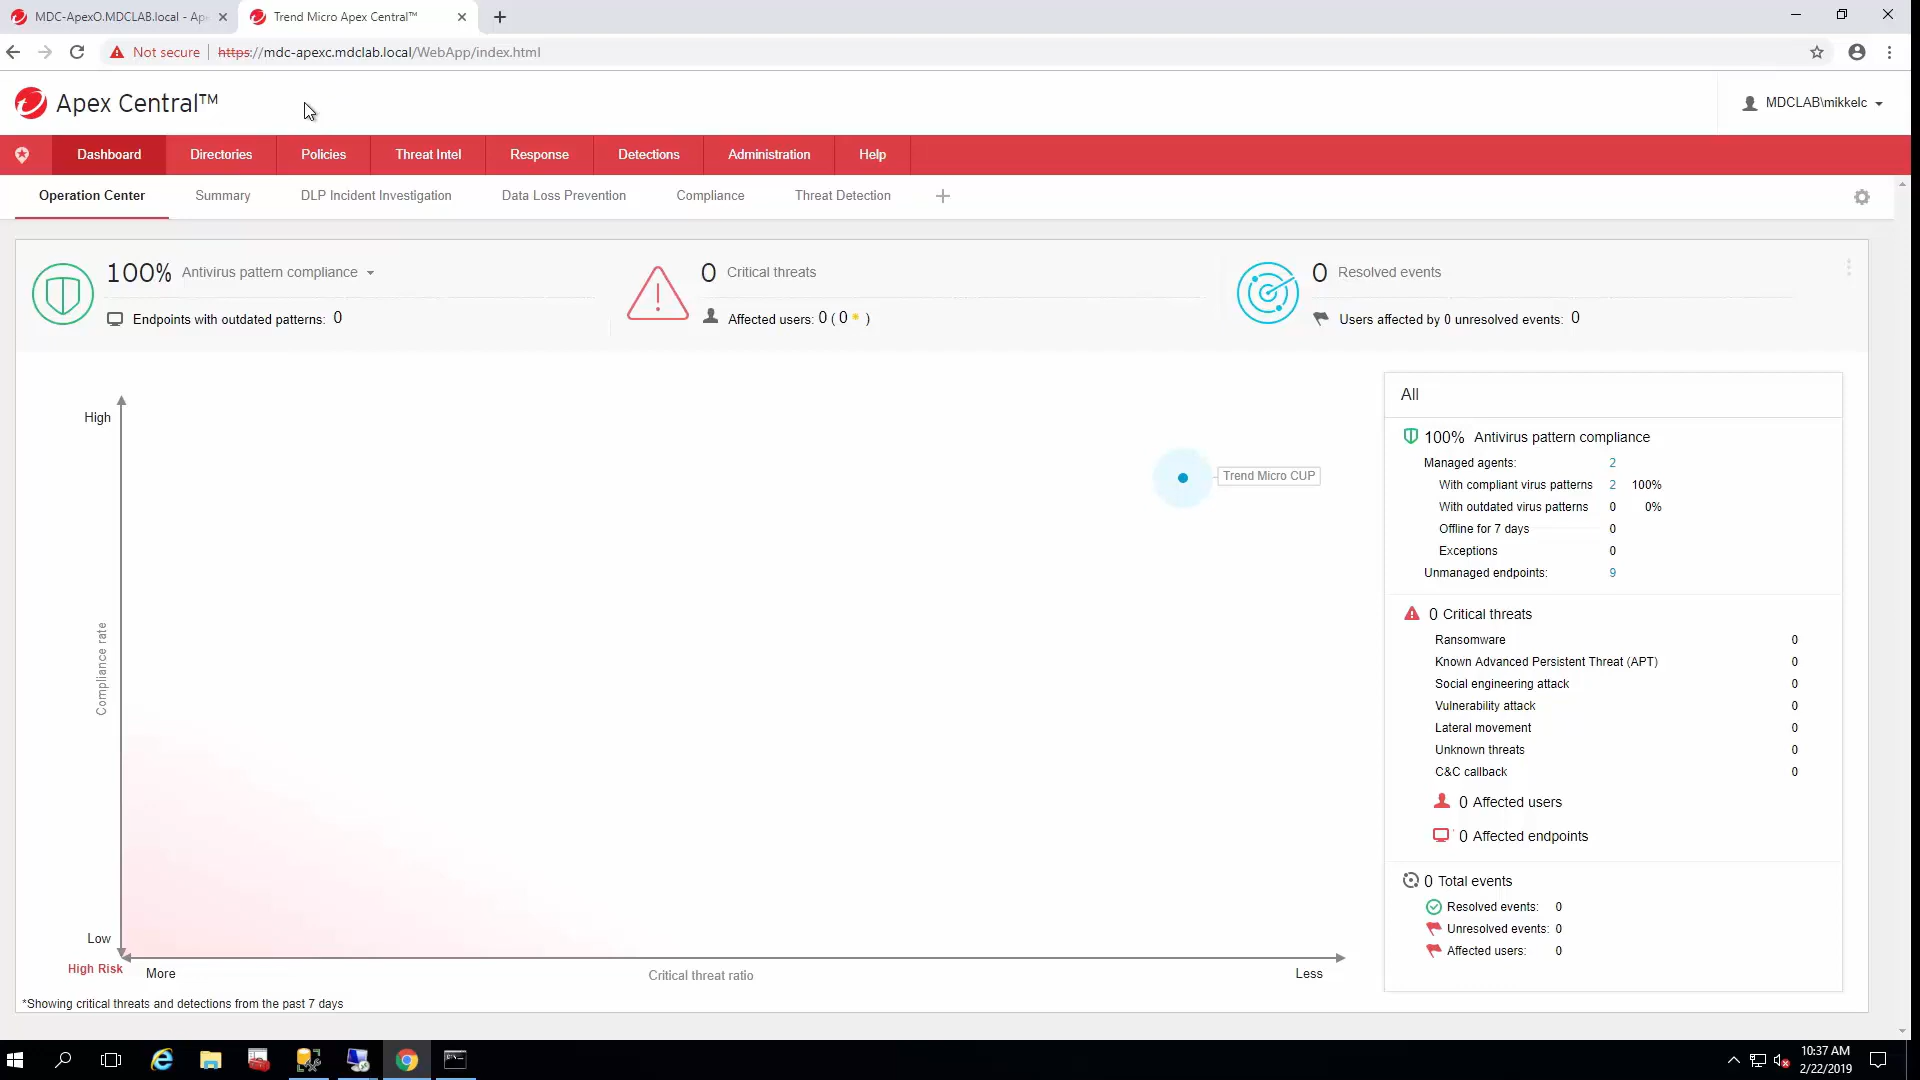 MDC-ApexO.MDCLAB.local - Ap
Trend Micro Apex Central™
Not secure
https://mdc-apexc.mdclab.local/WebApp/index.html
Apex Central™
MDCLAB\mikkelc
Dashboard
Directories
Policies
Threat Intel
Response
Detections
Administration
Help
Operation Center
Summary
DLP Incident Investigation
Data Loss Prevention
Compliance
Threat Detection
100% Antivirus pattern compliance
Endpoints with outdated patterns: 0
0 Critical threats
Affected users: 0 ( 0 * )
0 Resolved events
Users affected by 0 unresolved events: 0
High
Compliance rate
Low
High Risk
More
Critical threat ratio
Less
Trend Micro CUP
*Showing critical threats and detections from the past 7 days
All
100% Antivirus pattern compliance
Managed agents: 2
With compliant virus patterns 2 100%
With outdated virus patterns 0 0%
Offline for 7 days 0
Exceptions 0
Unmanaged endpoints: 9
0 Critical threats
Ransomware 0
Known Advanced Persistent Threat (APT) 0
Social engineering attack 0
Vulnerability attack 0
Lateral movement 0
Unknown threats 0
C&C callback 0
0 Affected users
0 Affected endpoints
0 Total events
Resolved events: 0
Unresolved events: 0
Affected users: 0
10:37 AM
2/22/2019